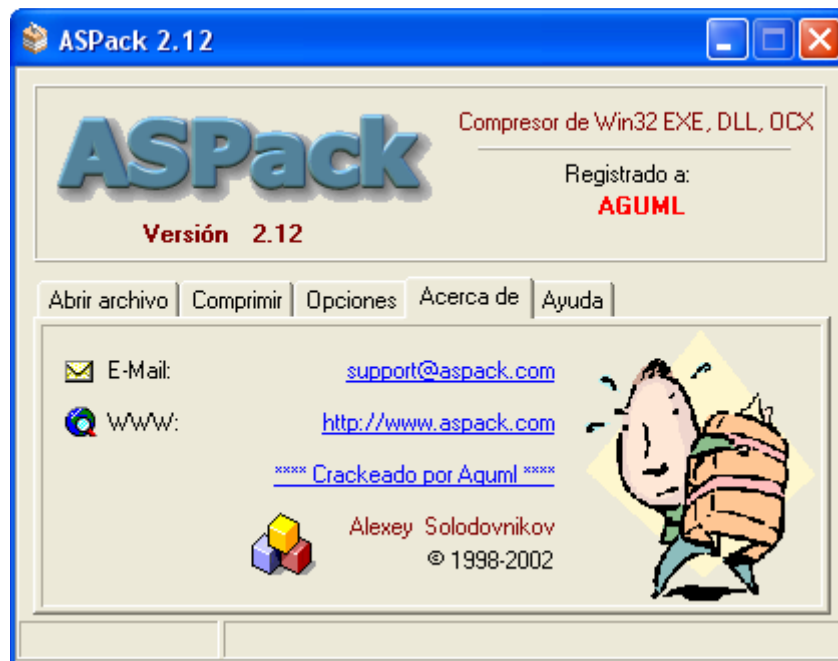 ASPack 2.12
ASPack
Versión 2.12
Compresor de Win32 EXE, DLL, OCX
Registrado a:
AGUML
Abrir archivo Comprimir Opciones Acerca de Ayuda
E-Mail: support@aspack.com
WWW: http://www.aspack.com
**** Crackeado por Aguml ****
Alexey Solodovnikov
© 1998-2002